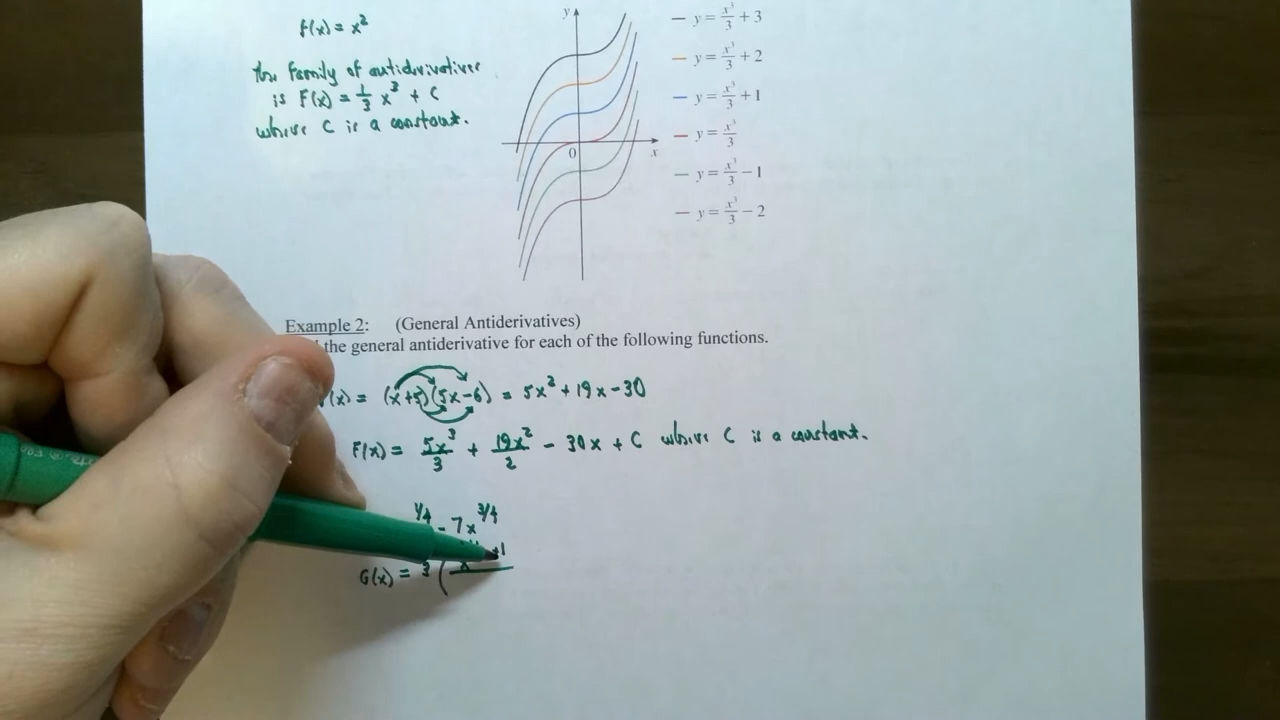 f(x) = x²
the family of antiderivatives
is F(x) = 1/3 x³ + C
where C is a constant.
y
x
0
y = x³/3 + 3
y = x³/3 + 2
y = x³/3 + 1
y = x³/3
y = x³/3 − 1
y = x³/3 − 2
Example 2: (General Antiderivatives)
the general antiderivative for each of the following functions.
(x) = (x+5)(5x−6) = 5x² + 19x − 30
F(x) = 5x³/3 + 19x²/2 − 30x + C where C is a constant.
1/4 − 7x^3/4
G(x) = 3 (x +1